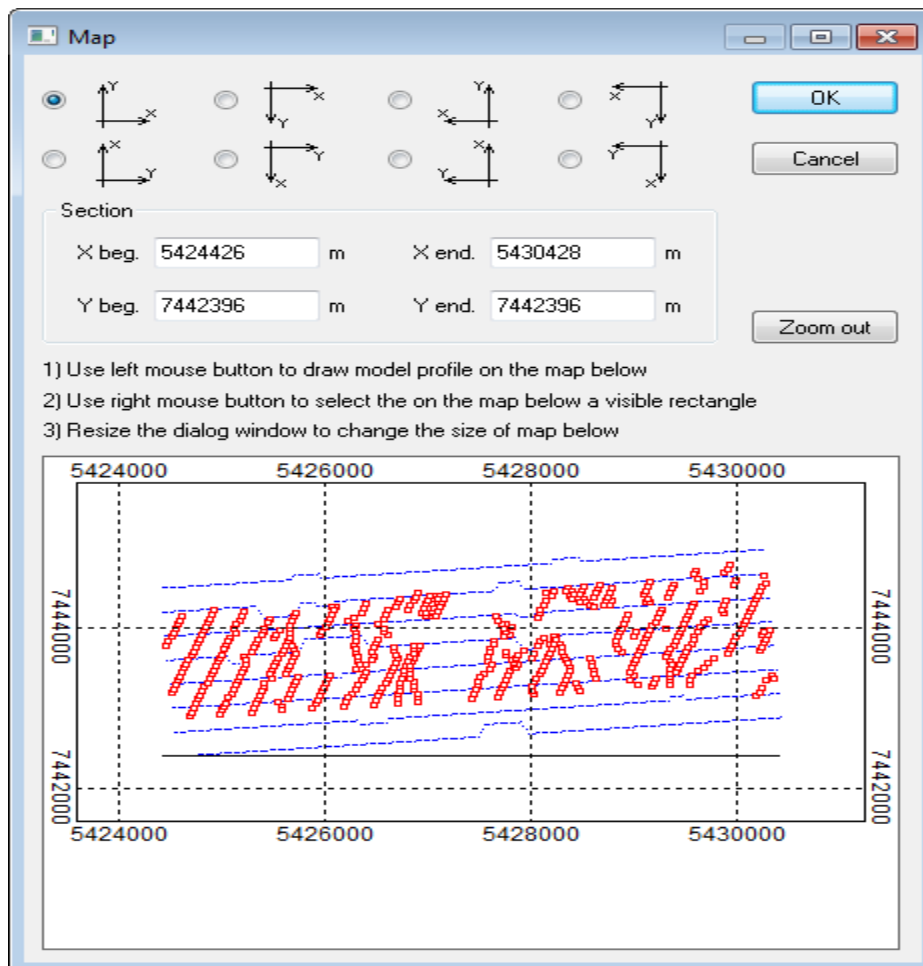 Map
Y Y
X X X X
Y Y
OK
X X
Y Y Y Y
X X
Cancel
Section
X beg. 5424426 m X end. 5430428 m
Y beg. 7442396 m Y end. 7442396 m
Zoom out
1) Use left mouse button to draw model profile on the map below
2) Use right mouse button to select the on the map below a visible rectangle
3) Resize the dialog window to change the size of map below
5424000 5426000 5428000 5430000
7444000 7444000
7442000 7442000
5424000 5426000 5428000 5430000